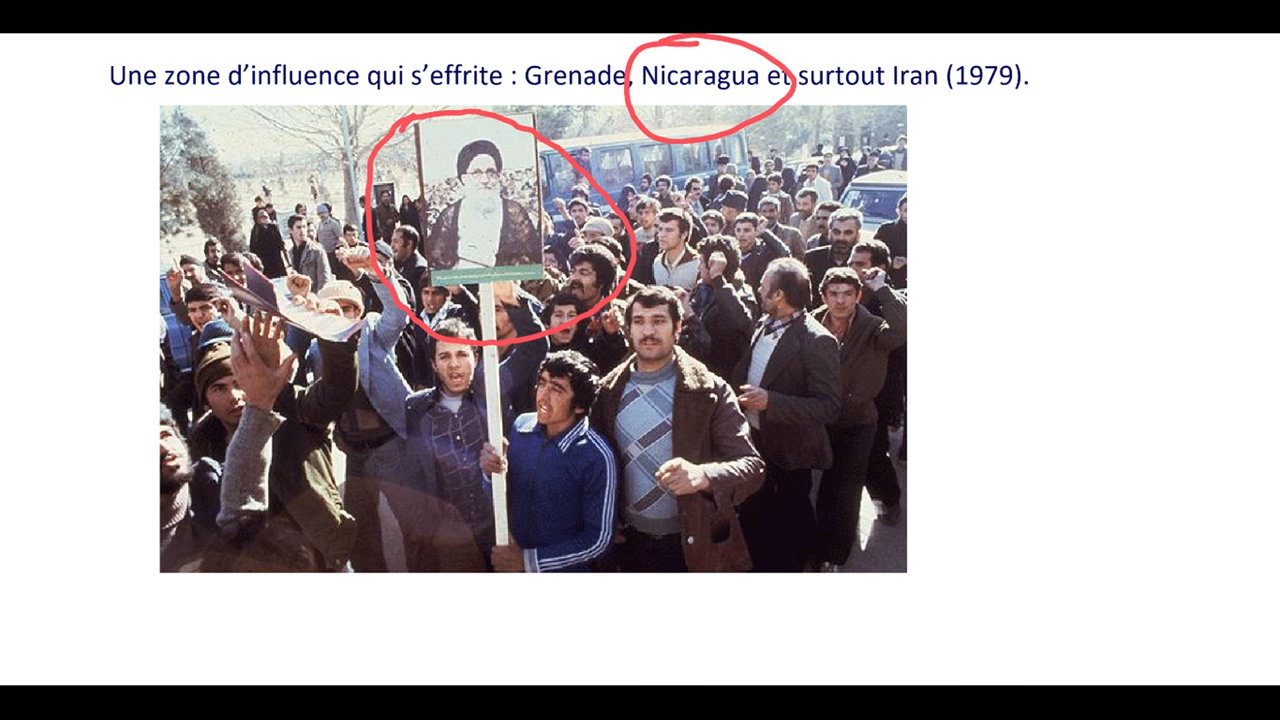 Une zone d’influence qui s’effrite : Grenade, Nicaragua et surtout Iran (1979).